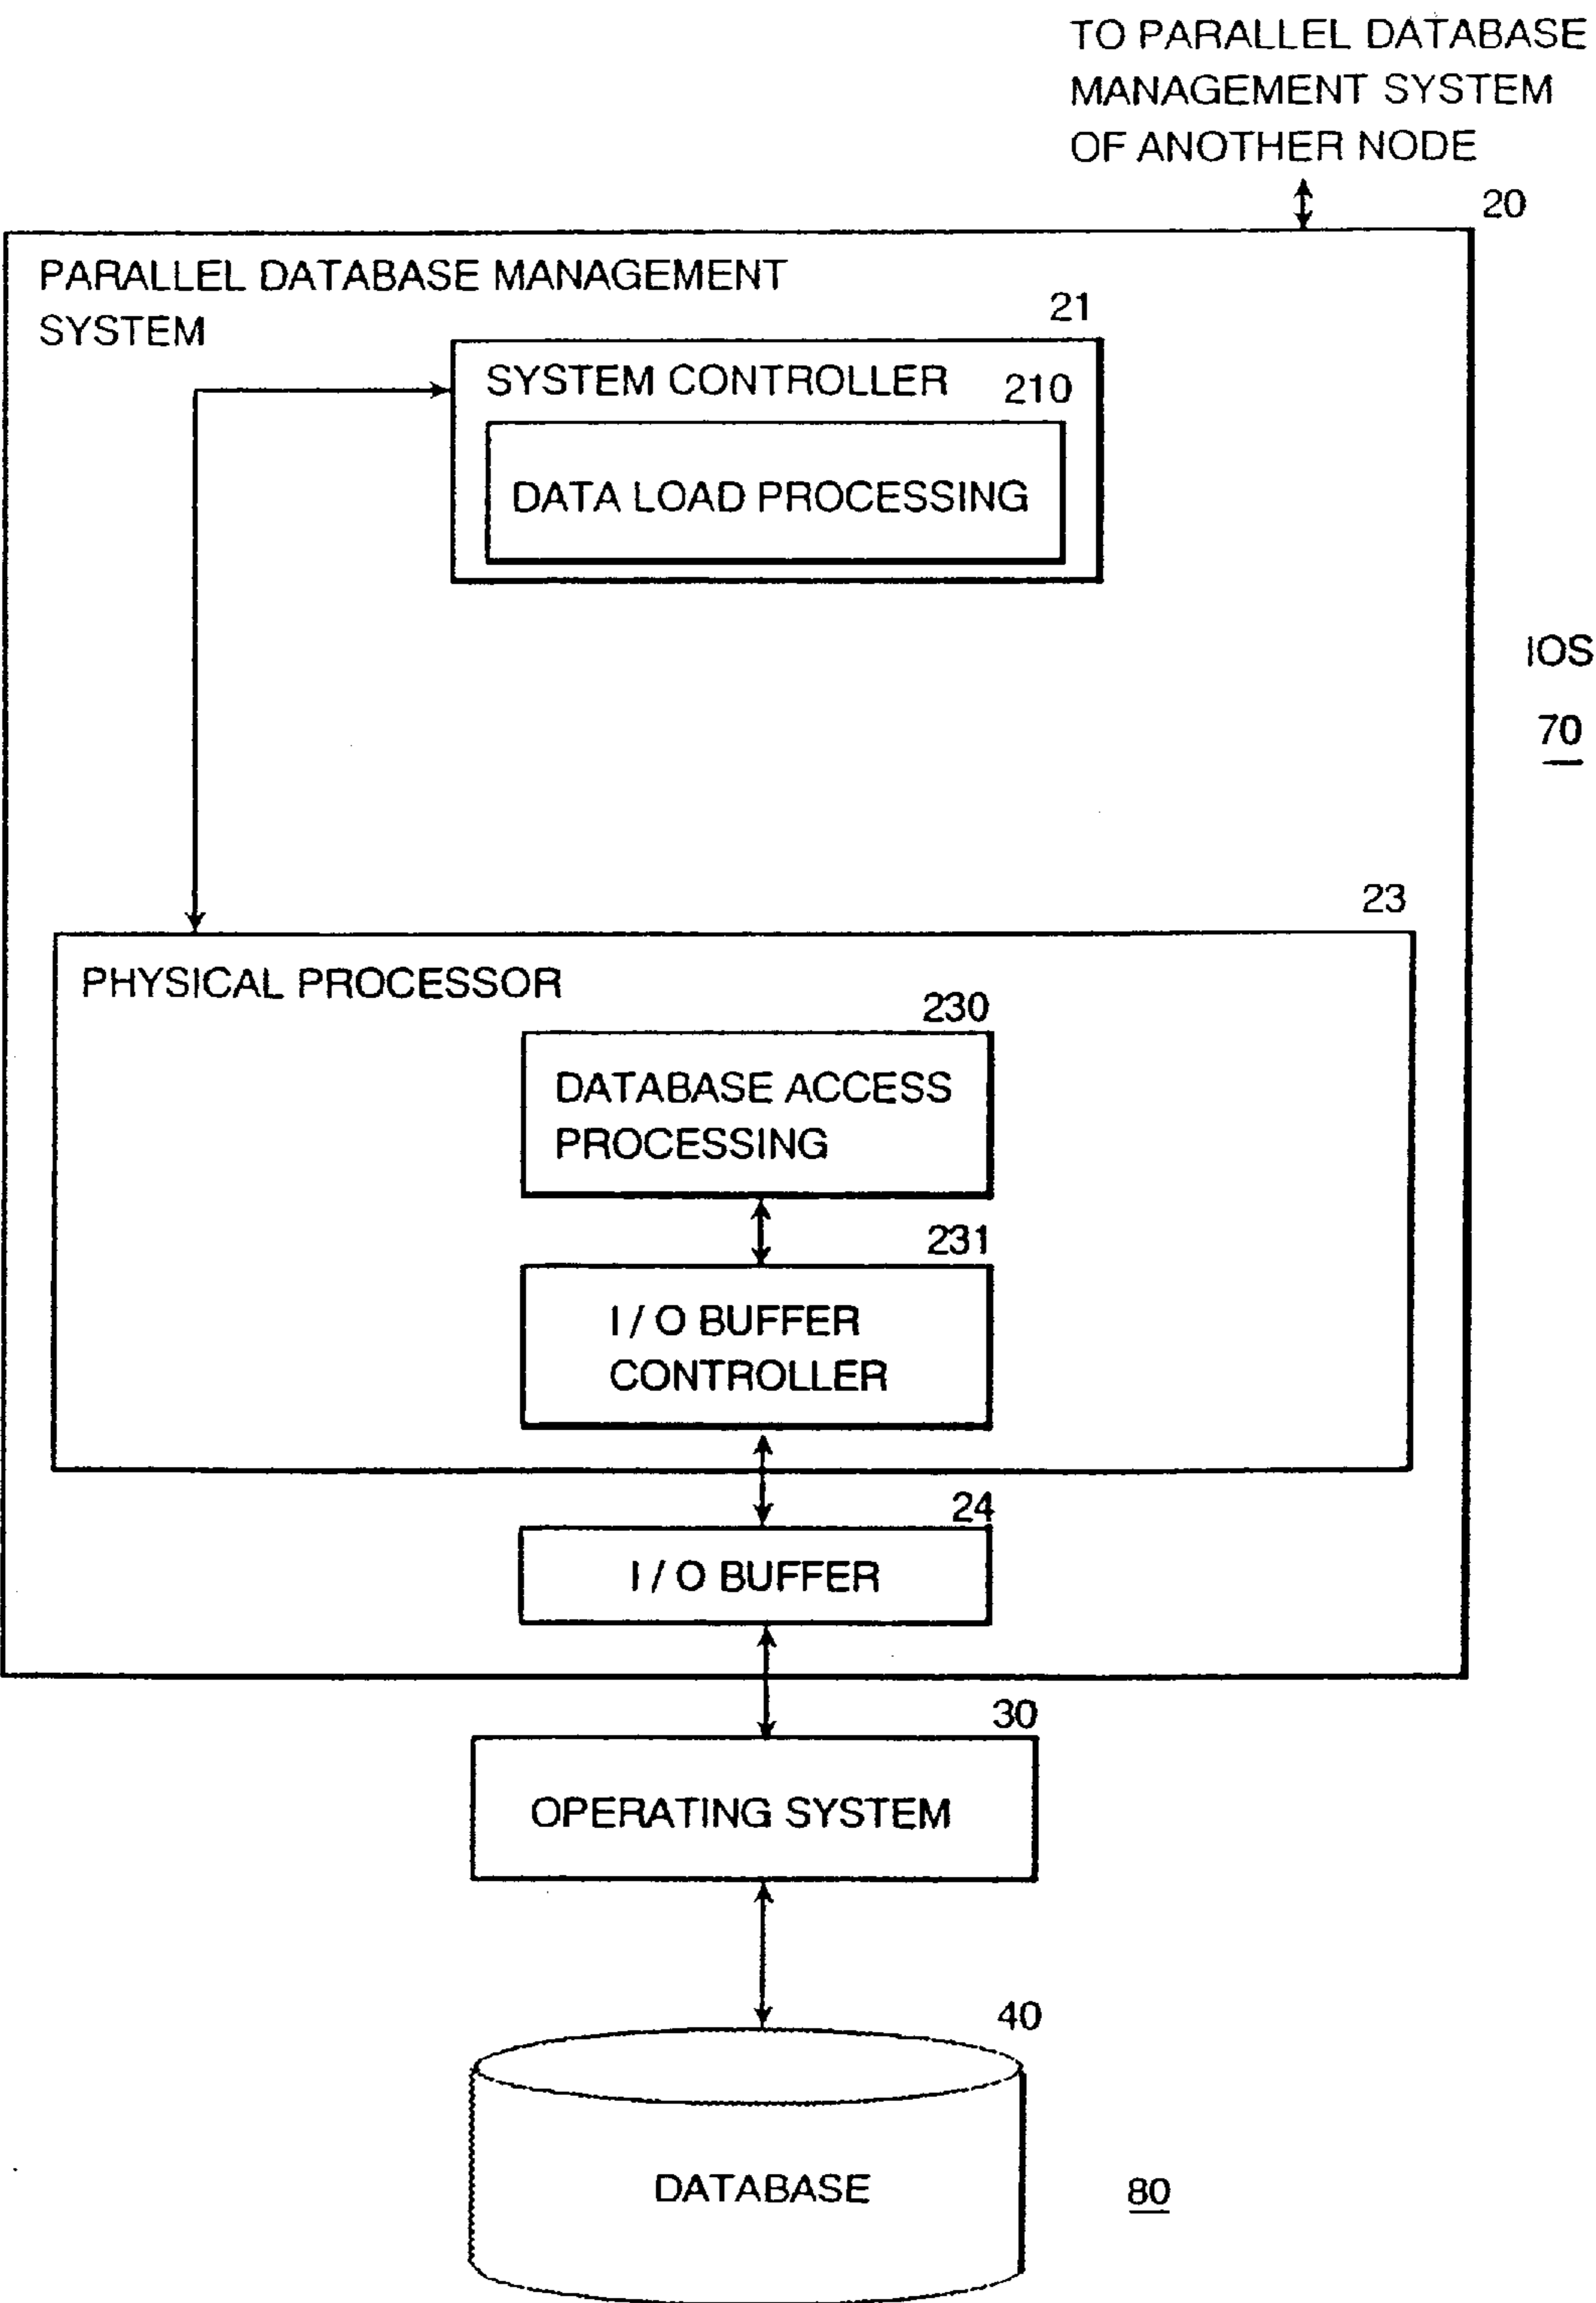 TO PARALLEL DATABASE
MANAGEMENT SYSTEM
OF ANOTHER NODE
20
PARALLEL DATABASE MANAGEMENT
SYSTEM
21
SYSTEM CONTROLLER
210
DATA LOAD PROCESSING
IOS
70
23
PHYSICAL PROCESSOR
230
DATABASE ACCESS
PROCESSING
231
I / O BUFFER
CONTROLLER
24
I / O BUFFER
30
OPERATING SYSTEM
40
DATABASE
80